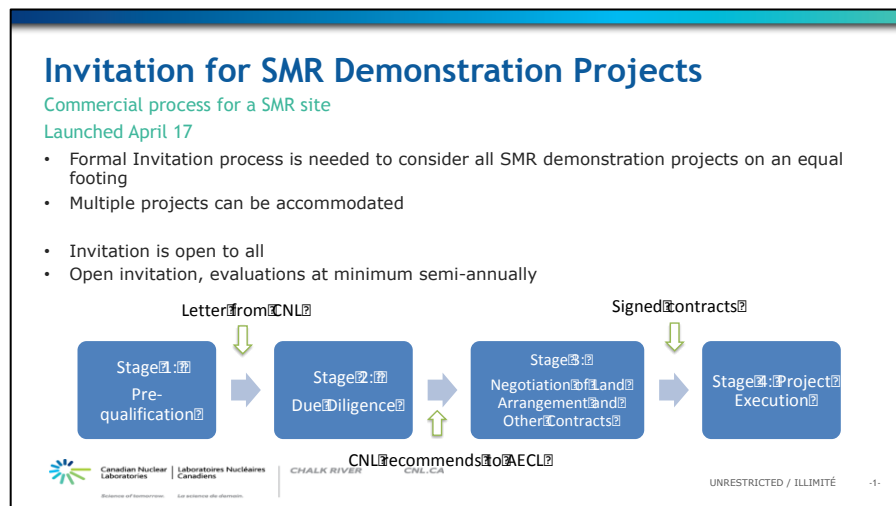 Invitation for SMR Demonstration Projects
Commercial process for a SMR site
Launched April 17
• Formal Invitation process is needed to consider all SMR demonstration projects on an equal
footing
• Multiple projects can be accommodated
• Invitation is open to all
• Open invitation, evaluations at minimum semi-annually
Letter⍰from⍰CNL⍰
Signed⍰contracts⍰
Stage⍰1:⍰⍰
Pre-
qualification⍰
Stage⍰2:⍰⍰
Due⍰Diligence⍰
Stage⍰3:⍰
Negotiation⍰of⍰Land⍰
Arrangement⍰and⍰
Other⍰Contracts⍰
Stage⍰4:⍰Project⍰
Execution⍰
CNL⍰recommends⍰to⍰AECL⍰
Canadian Nuclear
Laboratories
Laboratoires Nucléaires
Canadiens
Science of tomorrow.
La science de demain.
CHALK RIVER
CNL.CA
UNRESTRICTED / ILLIMITÉ
-1-